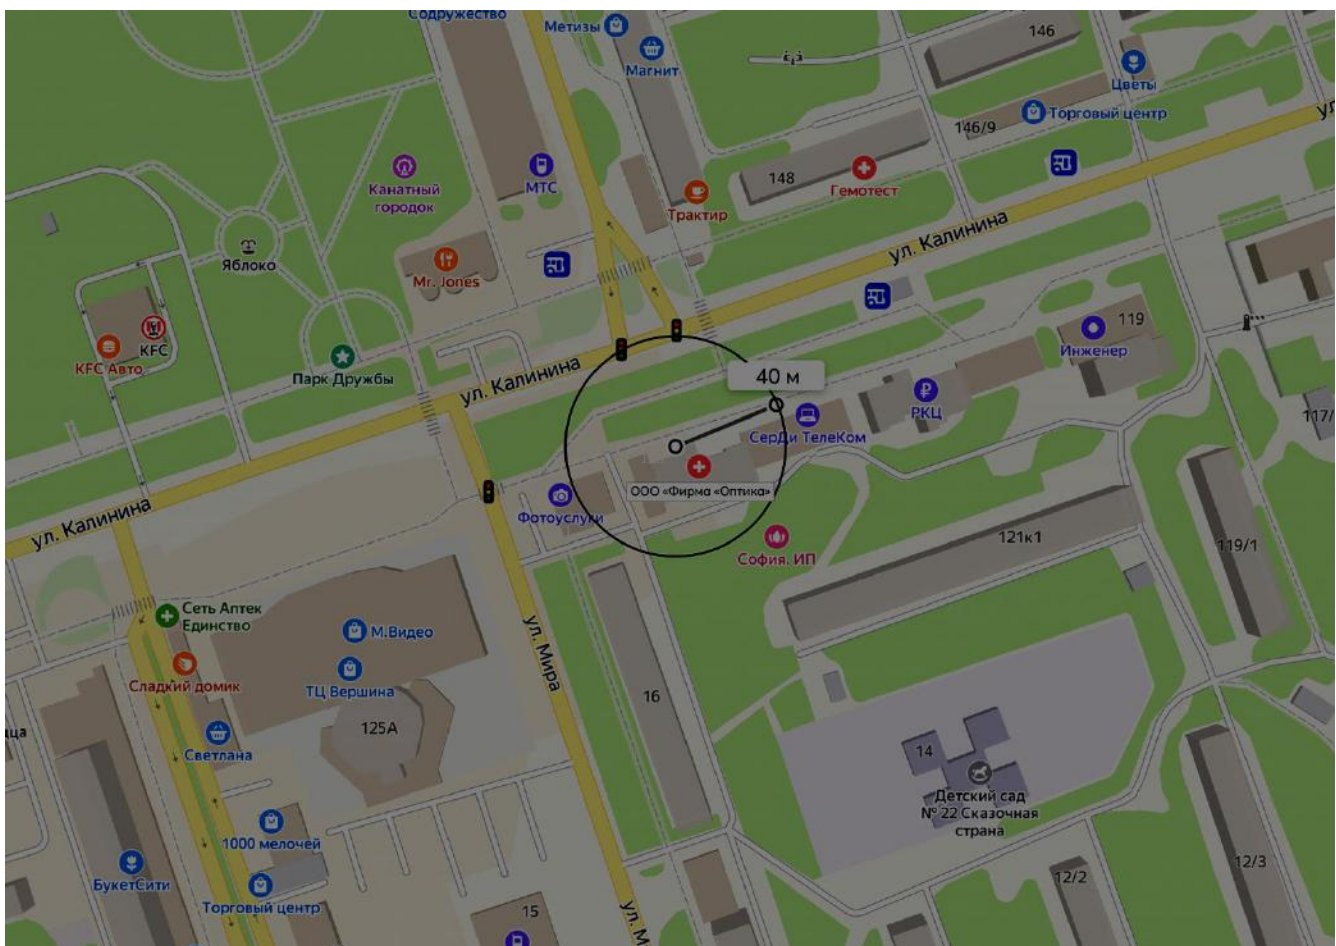 Содружество
Метизы
Магнит
146
Цветы
Торговый центр
146/9
148
Гемотест
Канатный
городок
МТС
Трактир
ул. Калинина
Яблоко
Mr. Jones
KFC
KFC Авто
Парк Дружбы
ул. Калинина
119
Инженер
40 м
РКЦ
СерДи ТелеКом
117/
ООО «Фирма «Оптика»
Фотоуслуги
ул. Калинина
София, ИП
121к1
119/1
Сеть Аптек
Единство
М.Видео
ул. Мира
Сладкий домик
ТЦ Вершина
16
125А
Светлана
14
Детский сад
№ 22 Сказочная
страна
1000 мелочей
БукетСити
12/3
12/2
Торговый центр
15
ул. М